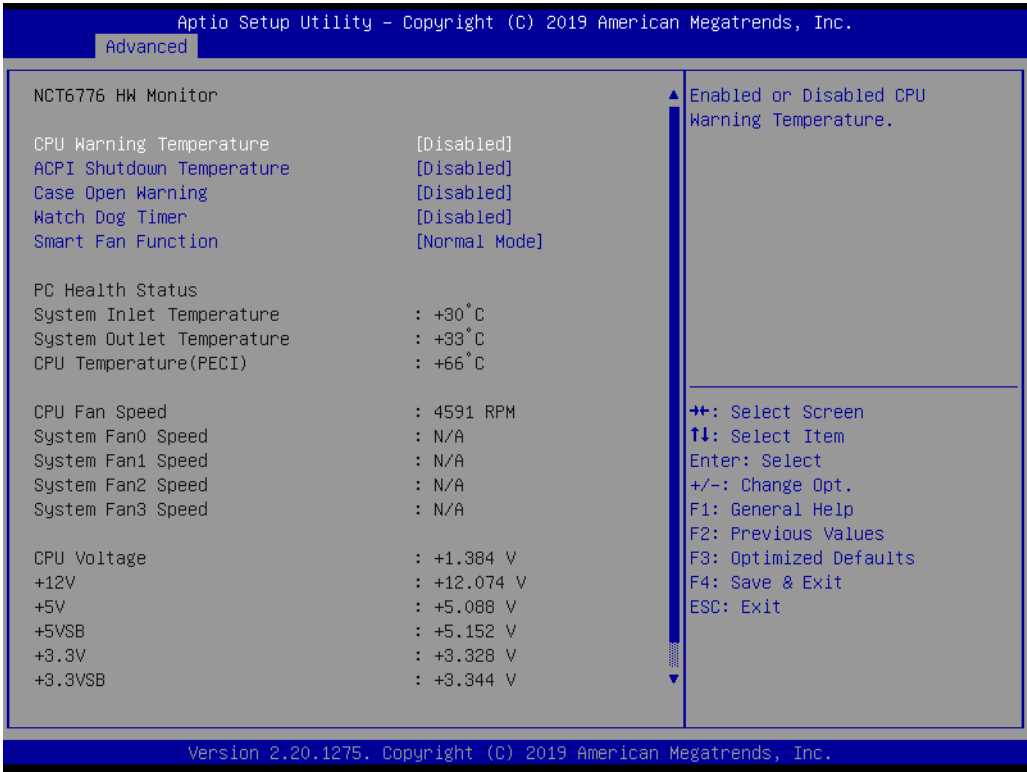 Aptio Setup Utility – Copyright (C) 2019 American Megatrends, Inc.
Advanced
NCT6776 HW Monitor
CPU Warning Temperature [Disabled]
ACPI Shutdown Temperature [Disabled]
Case Open Warning [Disabled]
Watch Dog Timer [Disabled]
Smart Fan Function [Normal Mode]
PC Health Status
System Inlet Temperature : +30°C
System Outlet Temperature : +33°C
CPU Temperature(PECI) : +66°C
CPU Fan Speed : 4591 RPM
System Fan0 Speed : N/A
System Fan1 Speed : N/A
System Fan2 Speed : N/A
System Fan3 Speed : N/A
CPU Voltage : +1.384 V
+12V : +12.074 V
+5V : +5.088 V
+5VSB : +5.152 V
+3.3V : +3.328 V
+3.3VSB : +3.344 V
Enabled or Disabled CPU
Warning Temperature.
→←: Select Screen
↑↓: Select Item
Enter: Select
+/-: Change Opt.
F1: General Help
F2: Previous Values
F3: Optimized Defaults
F4: Save & Exit
ESC: Exit
Version 2.20.1275. Copyright (C) 2019 American Megatrends, Inc.